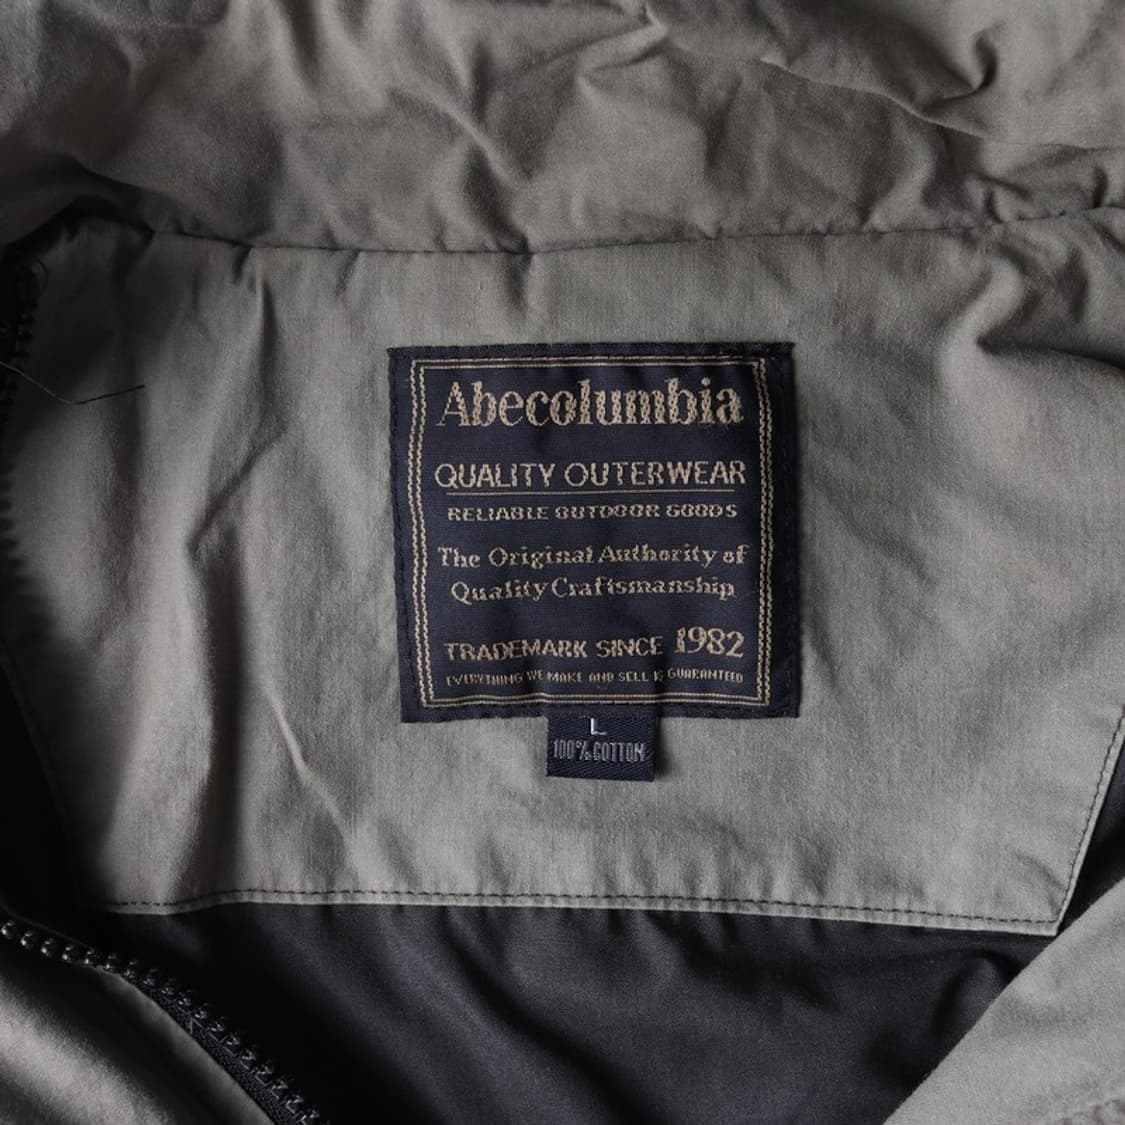 Abecolumbia
QUALITY OUTERWEAR
RELIABLE OUTDOOR GOODS
The Original Authority of
Quality Craftsmanship
TRADEMARK SINCE 1982
EVERYTHING WE MAKE AND SELL IS GUARANTEED
L
100% COTTON